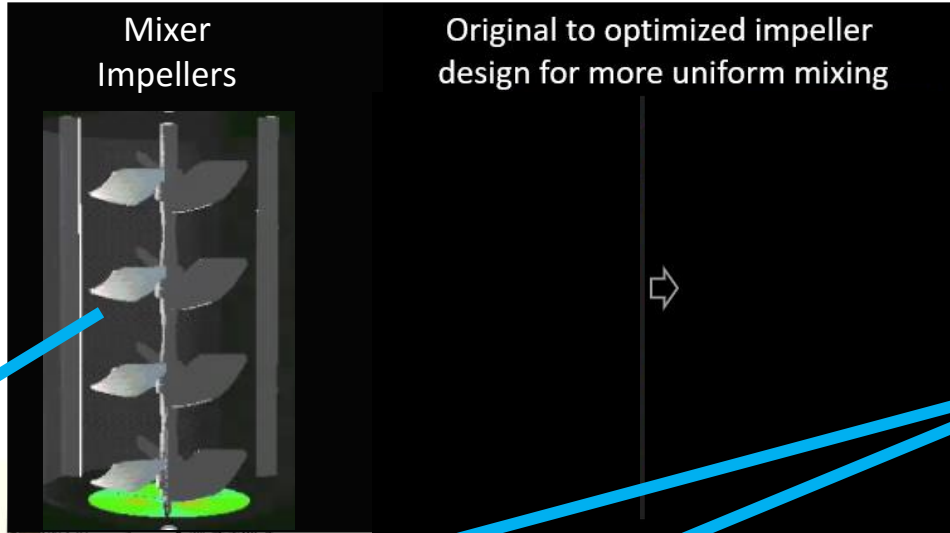 Mixer
Impellers
Original to optimized impeller
design for more uniform mixing